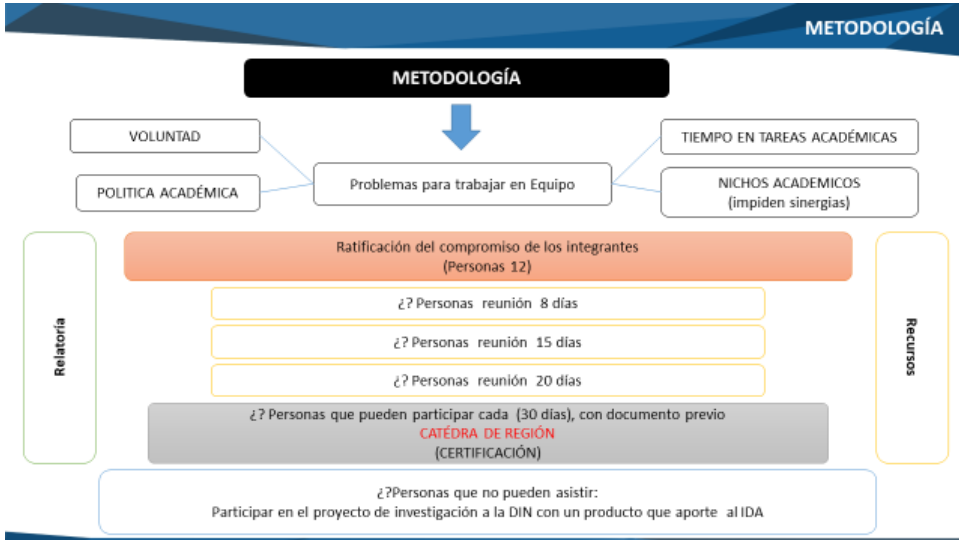 METODOLOGÍA
METODOLOGÍA
VOLUNTAD
POLITICA ACADÉMICA
Problemas para trabajar en Equipo
TIEMPO EN TAREAS ACADÉMICAS
NICHOS ACADEMICOS
(impiden sinergias)
Relatoría
Ratificación del compromiso de los integrantes
(Personas 12)
¿? Personas reunión 8 días
¿? Personas reunión 15 días
¿? Personas reunión 20 días
¿? Personas que pueden participar cada (30 días), con documento previo
CATÉDRA DE REGIÓN
(CERTIFICACIÓN)
Recursos
¿?Personas que no pueden asistir:
Participar en el proyecto de investigación a la DIN con un producto que aporte al IDA